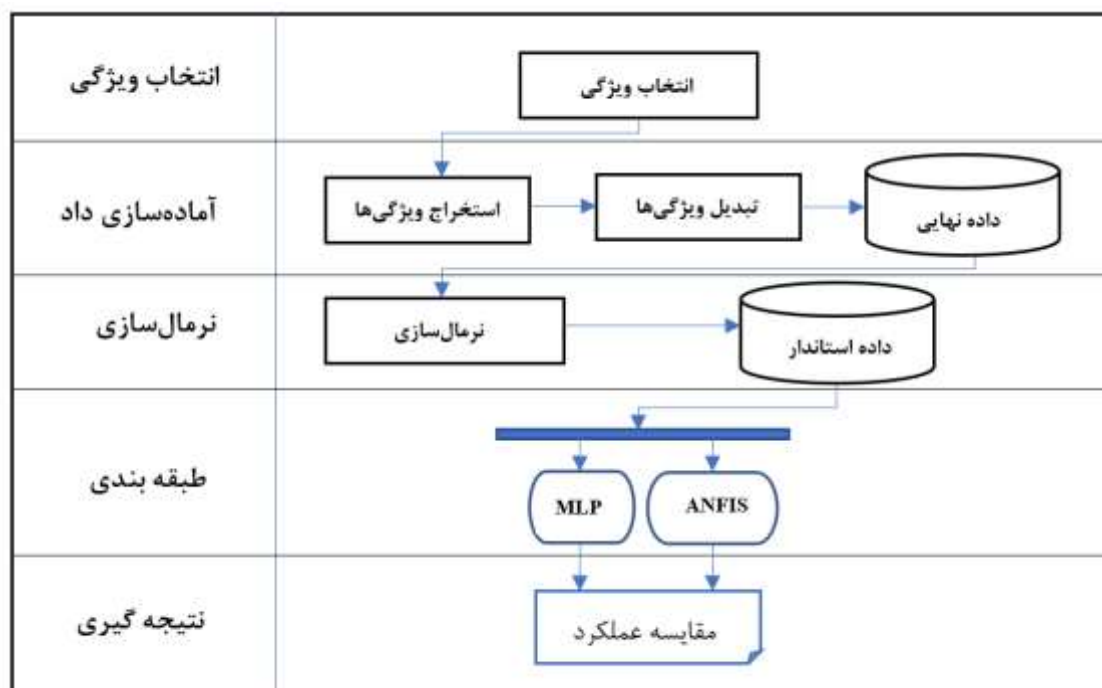 انتخاب ویژگی
انتخاب ویژگی
آماده‌سازی داد
استخراج ویژگی‌ها
تبدیل ویژگی‌ها
داده نهایی
نرمال‌سازی
نرمال‌سازی
داده استاندار
طبقه بندی
MLP
ANFIS
نتیجه گیری
مقایسه عملکرد